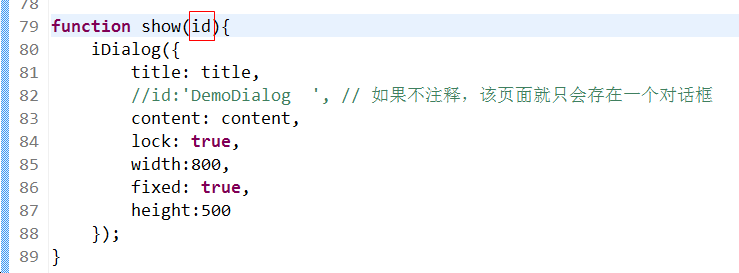 78
79 function show(id){
80     iDialog({
81         title: title,
82         //id:'DemoDialog  ', // 如果不注释，该页面就只会存在一个对话框
83         content: content,
84         lock: true,
85         width:800,
86         fixed: true,
87         height:500
88     });
89 }